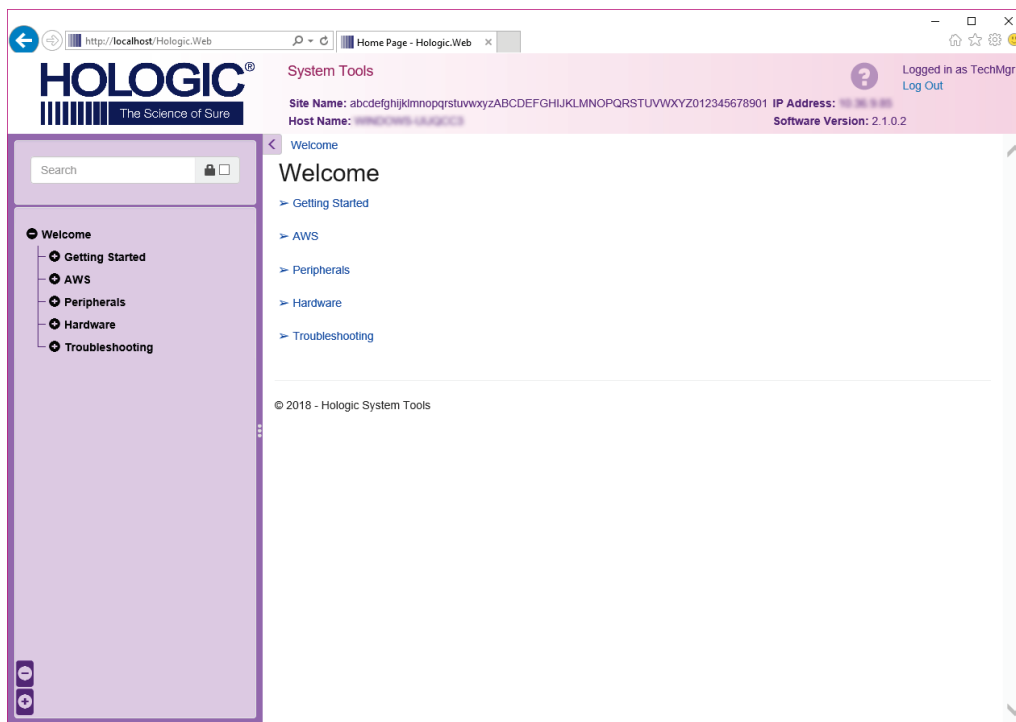 http://localhost/Hologic.Web
Home Page - Hologic.Web
HOLOGIC®
The Science of Sure
System Tools
Logged in as TechMgr
Log Out
Site Name: abcdefghijklmnopqrstuvwxyzABCDEFGHIJKLMNOPQRSTUVWXYZ012345678901 IP Address:
Host Name:
Software Version: 2.1.0.2
Search
Welcome
Getting Started
AWS
Peripherals
Hardware
Troubleshooting
Welcome
Welcome
➢ Getting Started
➢ AWS
➢ Peripherals
➢ Hardware
➢ Troubleshooting
© 2018 - Hologic System Tools